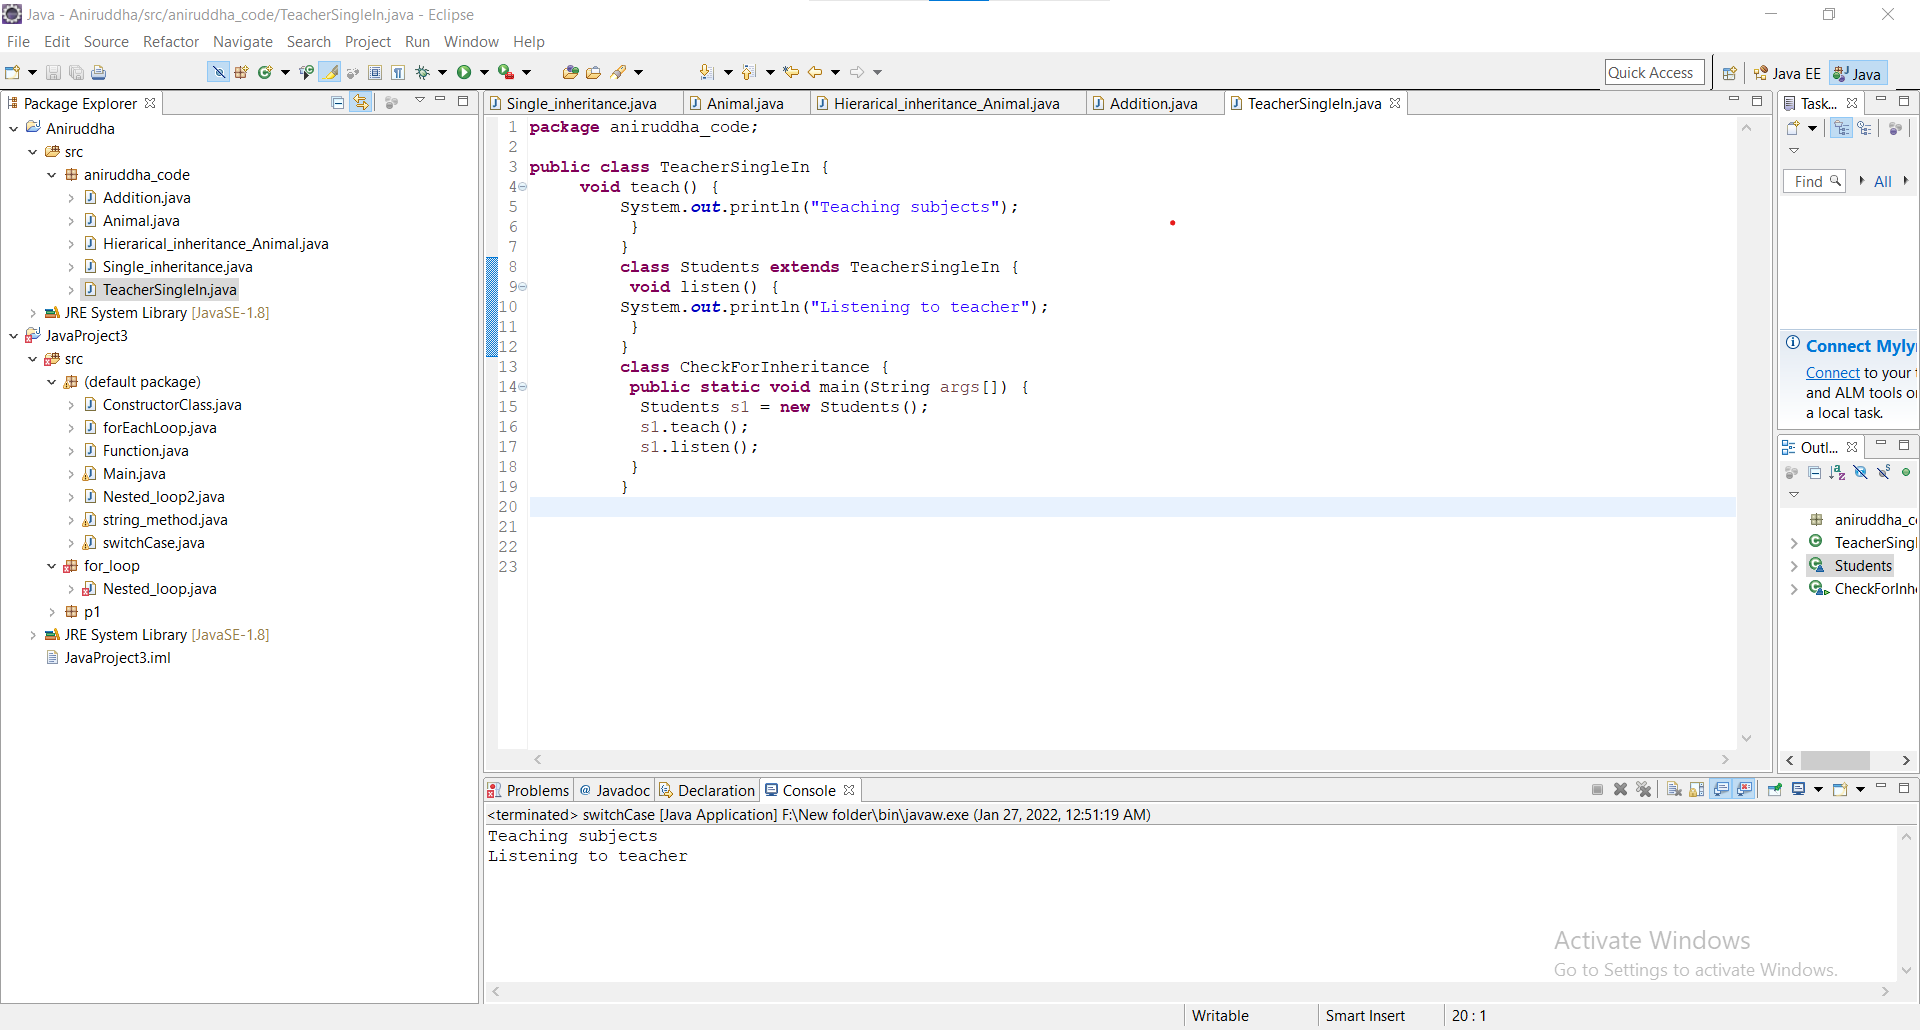 Java - Aniruddha/src/aniruddha_code/TeacherSingleIn.java - Eclipse
File Edit Source Refactor Navigate Search Project Run Window Help
Quick Access Java EE Java
Package Explorer
Aniruddha
src
aniruddha_code
Addition.java
Animal.java
Hierarical_inheritance_Animal.java
Single_inheritance.java
TeacherSingleIn.java
JRE System Library [JavaSE-1.8]
JavaProject3
src
(default package)
ConstructorClass.java
forEachLoop.java
Function.java
Main.java
Nested_loop2.java
string_method.java
switchCase.java
for_loop
Nested_loop.java
p1
JRE System Library [JavaSE-1.8]
JavaProject3.iml
Single_inheritance.java Animal.java Hierarical_inheritance_Animal.java Addition.java TeacherSingleIn.java
1 package aniruddha_code;
2
3 public class TeacherSingleIn {
4 void teach() {
5 System.out.println("Teaching subjects");
6 }
7 }
8 class Students extends TeacherSingleIn {
9 void listen() {
10 System.out.println("Listening to teacher");
11 }
12 }
13 class CheckForInheritance {
14 public static void main(String args[]) {
15 Students s1 = new Students();
16 s1.teach();
17 s1.listen();
18 }
19 }
20
21
22
23
Task...
Find All
Connect Myly
Connect to your t
and ALM tools o
a local task.
Outl...
aniruddha_c
TeacherSingl
Students
CheckForInh
Problems @ Javadoc Declaration Console
<terminated> switchCase [Java Application] F:\New folder\bin\javaw.exe (Jan 27, 2022, 12:51:19 AM)
Teaching subjects
Listening to teacher
Activate Windows
Go to Settings to activate Windows.
Writable Smart Insert 20 : 1